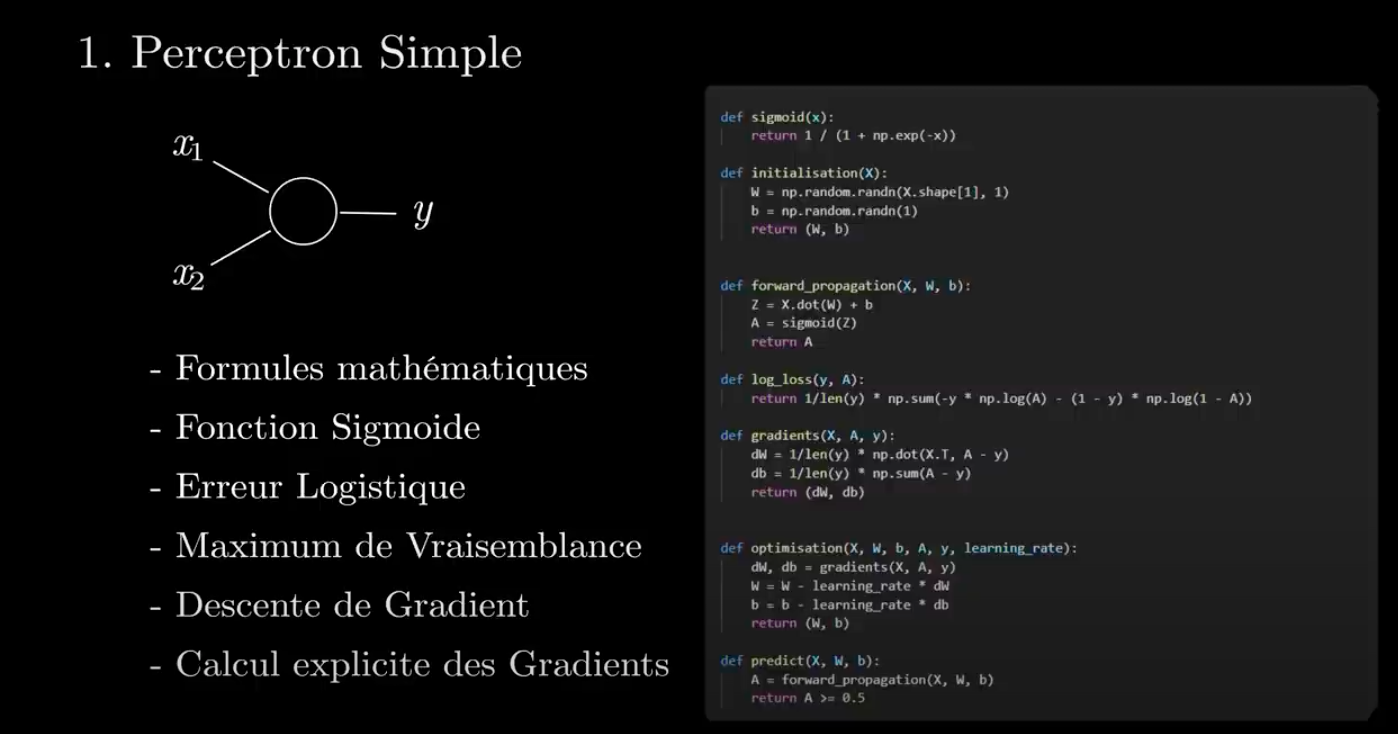 1. Perceptron Simple
x1
x2
y
- Formules mathématiques
- Fonction Sigmoide
- Erreur Logistique
- Maximum de Vraisemblance
- Descente de Gradient
- Calcul explicite des Gradients
def sigmoid(x):
    return 1 / (1 + np.exp(-x))
def initialisation(X):
    W = np.random.randn(X.shape[1], 1)
    b = np.random.randn(1)
    return (W, b)
def forward_propagation(X, W, b):
    Z = X.dot(W) + b
    A = sigmoid(Z)
    return A
def log_loss(y, A):
    return 1/len(y) * np.sum(-y * np.log(A) - (1 - y) * np.log(1 - A))
def gradients(X, A, y):
    dW = 1/len(y) * np.dot(X.T, A - y)
    db = 1/len(y) * np.sum(A - y)
    return (dW, db)
def optimisation(X, W, b, A, y, learning_rate):
    dW, db = gradients(X, A, y)
    W = W - learning_rate * dW
    b = b - learning_rate * db
    return (W, b)
def predict(X, W, b):
    A = forward_propagation(X, W, b)
    return A >= 0.5